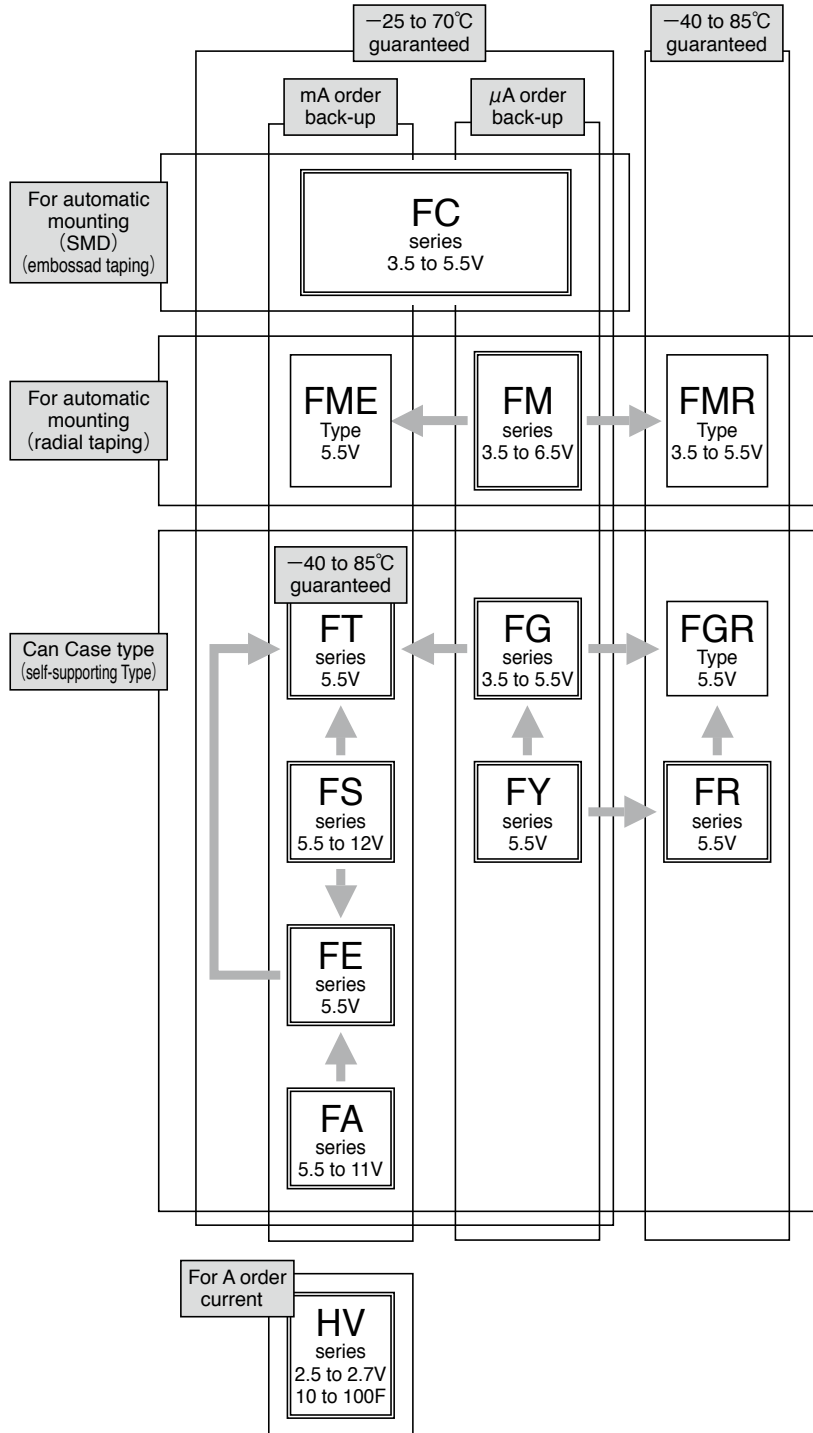 −25 to 70℃
guaranteed
−40 to 85℃
guaranteed
mA order
back-up
μA order
back-up
For automatic
mounting
(SMD)
(embossad taping)
FC
series
3.5 to 5.5V
For automatic
mounting
(radial taping)
FME
Type
5.5V
FM
series
3.5 to 6.5V
FMR
Type
3.5 to 5.5V
Can Case type
(self-supporting Type)
−40 to 85℃
guaranteed
FT
series
5.5V
FG
series
3.5 to 5.5V
FGR
Type
5.5V
FS
series
5.5 to 12V
FY
series
5.5V
FR
series
5.5V
FE
series
5.5V
FA
series
5.5 to 11V
For A order
current
HV
series
2.5 to 2.7V
10 to 100F